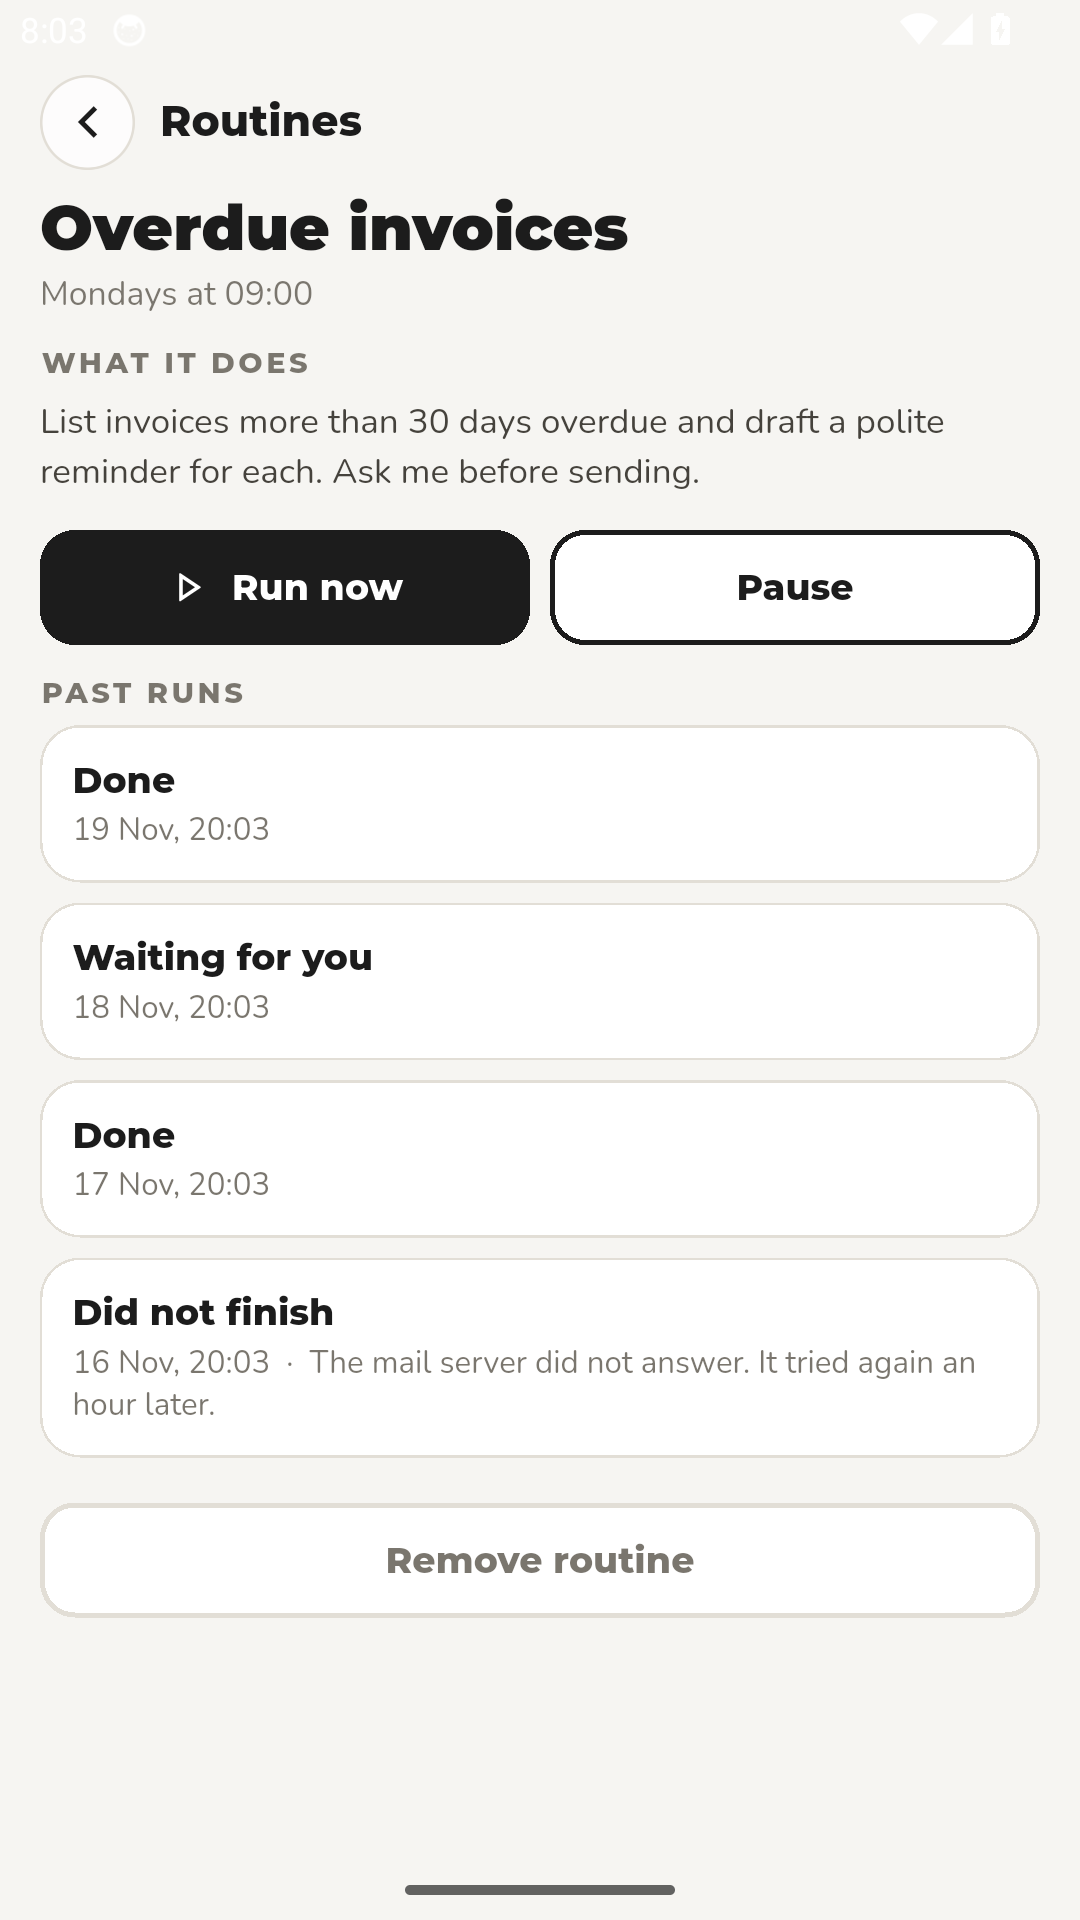 8:03
Routines
Overdue invoices
Mondays at 09:00
WHAT IT DOES
List invoices more than 30 days overdue and draft a polite
reminder for each. Ask me before sending.
Run now
Pause
PAST RUNS
Done
19 Nov, 20:03
Waiting for you
18 Nov, 20:03
Done
17 Nov, 20:03
Did not finish
16 Nov, 20:03 · The mail server did not answer. It tried again an
hour later.
Remove routine